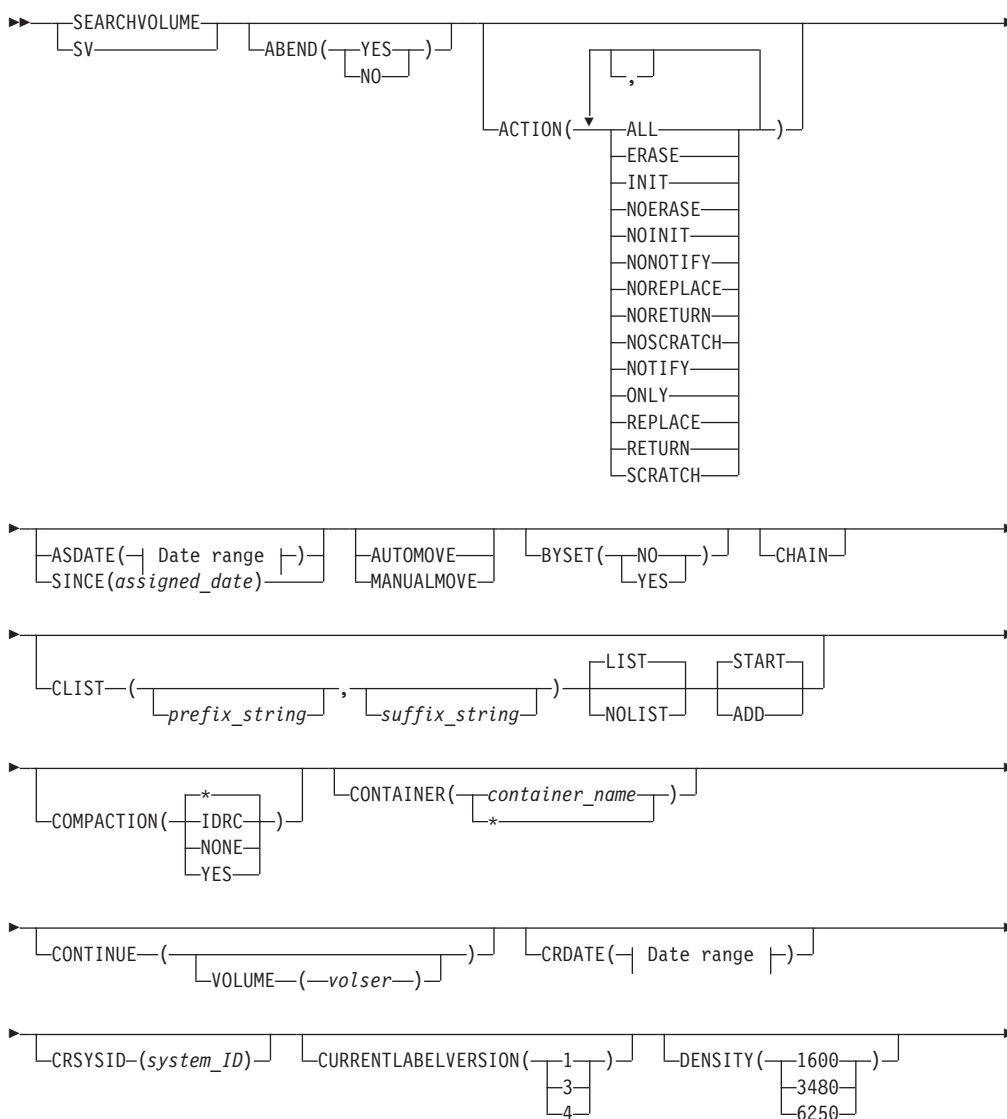 SEARCHVOLUME
SV
ABEND( YES )
NO
,
ACTION( ALL )
ERASE
INIT
NOERASE
NOINIT
NONOTIFY
NOREPLACE
NORETURN
NOSCRATCH
NOTIFY
ONLY
REPLACE
RETURN
SCRATCH
ASDATE( Date range )
SINCE(assigned_date)
AUTOMOVE
MANUALMOVE
BYSET( NO )
YES
CHAIN
CLIST ( prefix_string , suffix_string )
LIST
NOLIST
START
ADD
COMPACTION( * )
IDRC
NONE
YES
CONTAINER( container_name )
*
CONTINUE ( )
VOLUME ( volser )
CRDATE( Date range )
CRSYSID (system_ID)
CURRENTLABELVERSION( 1 )
3
4
DENSITY( 1600 )
3480
6250